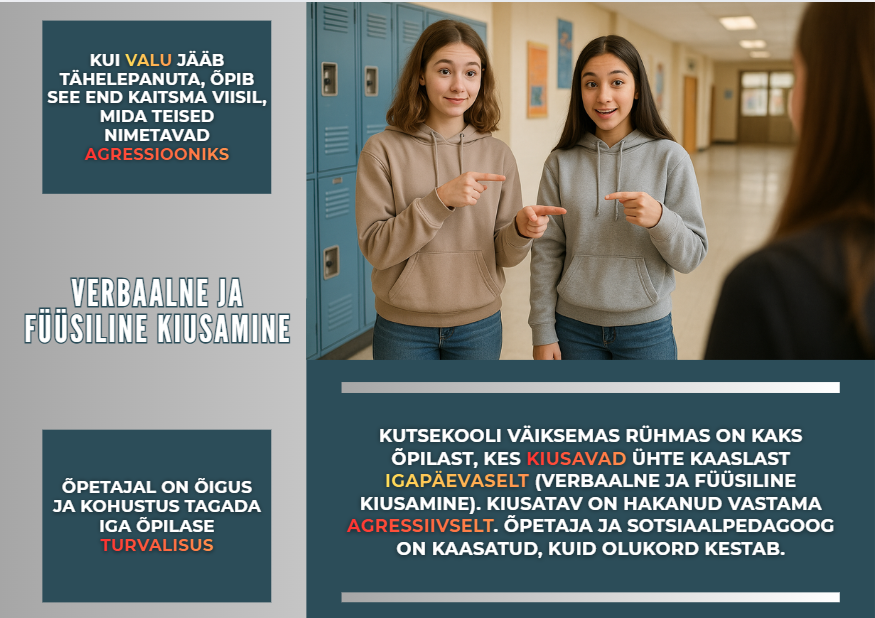 KUI VALU JÄÄB
TÄHELEPANUTA, ÕPIB
SEE END KAITSMA VIISIL,
MIDA TEISED
NIMETAVAD
AGRESSIOONIKS
VERBAALNE JA
FÜÜSILINE KIUSAMINE
ÕPETAJAL ON ÕIGUS
JA KOHUSTUS TAGADA
IGA ÕPILASE
TURVALISUS
KUTSEKOOLI VÄIKSEMAS RÜHMAS ON KAKS
ÕPILAST, KES KIUSAVAD ÜHTE KAASLAST
IGAPÄEVASELT (VERBAALNE JA FÜÜSILINE
KIUSAMINE). KIUSATAV ON HAKANUD VASTAMA
AGRESSIIVSELT. ÕPETAJA JA SOTSIAALPEDAGOOG
ON KAASATUD, KUID OLUKORD KESTAB.